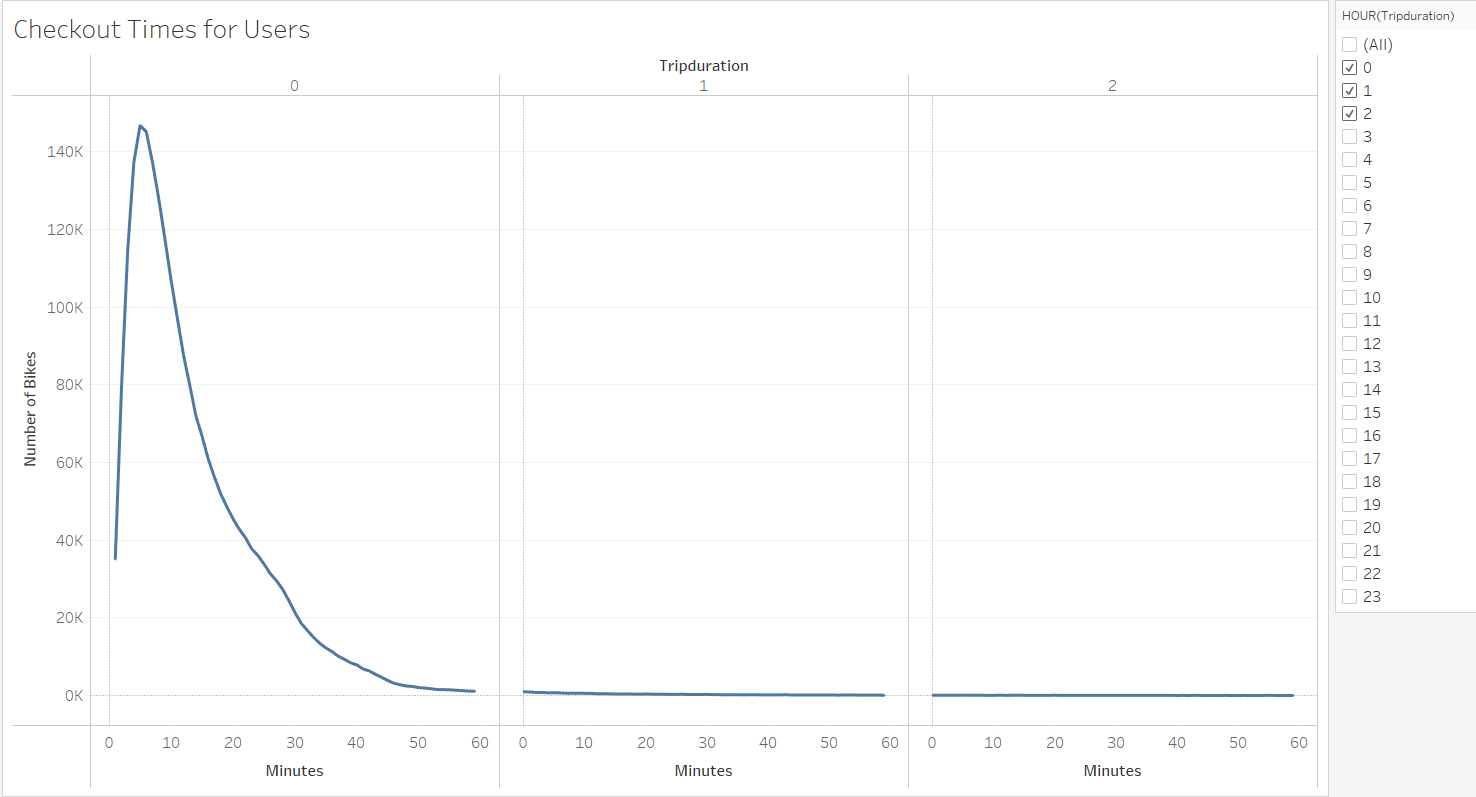 Checkout Times for Users
Tripduration
0 1 2
140K
120K
100K
80K
60K
40K
20K
0K
Number of Bikes
0 10 20 30 40 50 60 0 10 20 30 40 50 60 0 10 20 30 40 50 60
Minutes Minutes Minutes
HOUR(Tripduration)
(All)
0
1
2
3
4
5
6
7
8
9
10
11
12
13
14
15
16
17
18
19
20
21
22
23